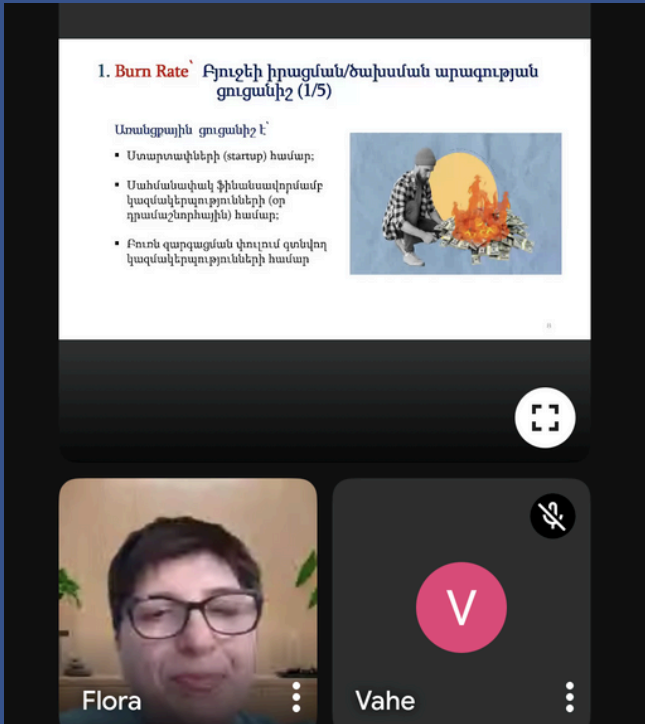 1. Burn Rate՝ Բյուջեի իրացման/ծախսման արագության
ցուցանիշ (1/5)
Առանցքային ցուցանիշ է՝
▪ Ստարտափների (startup) համար;
▪ Սահմանափակ ֆինանսավորմամբ
կազմակերպությունների (օր
դրամաշնորհային) համար;
▪ Բուռն զարգացման փուլում գտնվող
կազմակերպությունների համար
V
Flora
Vahe